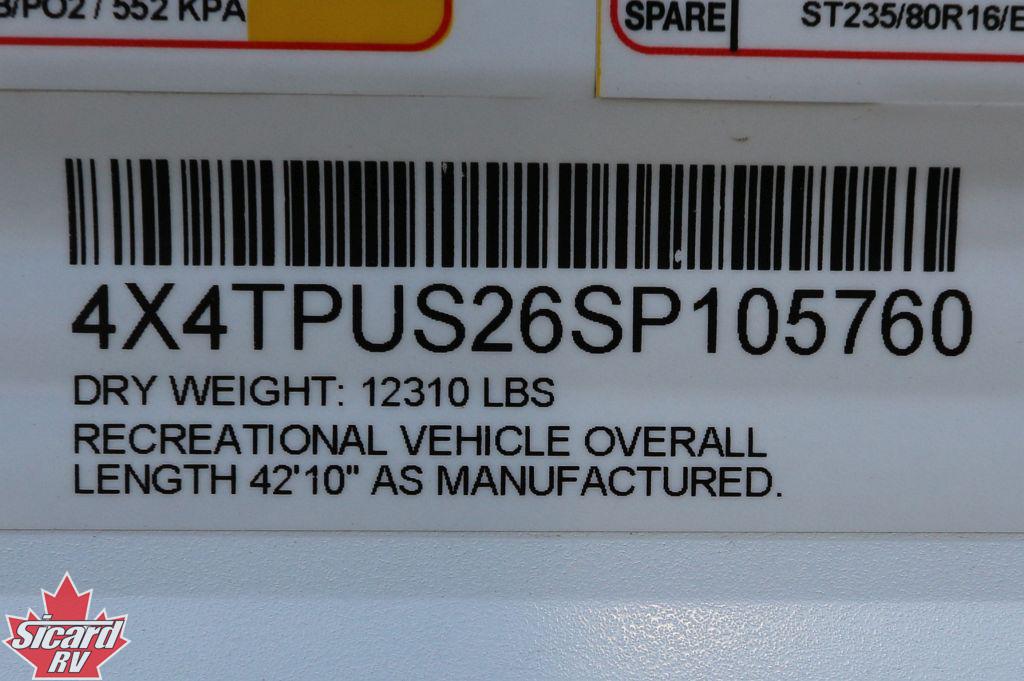 /PO2 / 552 KPA
SPARE ST235/80R16/E
4X4TPUS26SP105760
DRY WEIGHT: 12310 LBS
RECREATIONAL VEHICLE OVERALL
LENGTH 42'10" AS MANUFACTURED.
Sicard
RV